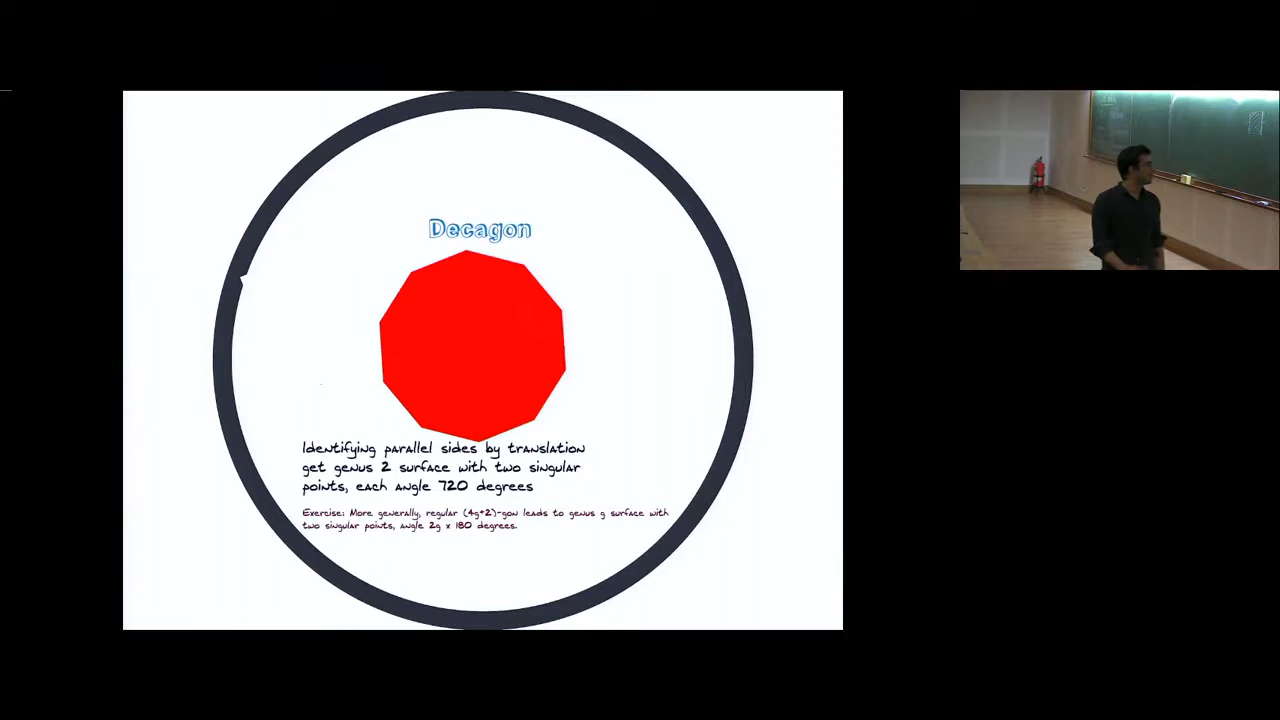 Decagon
Identifying parallel sides by translation
get genus 2 surface with two singular
points, each angle 720 degrees
Exercise: More generally, regular (4g+2)-gon leads to genus g surface with
two singular points, angle 2g x 180 degrees.